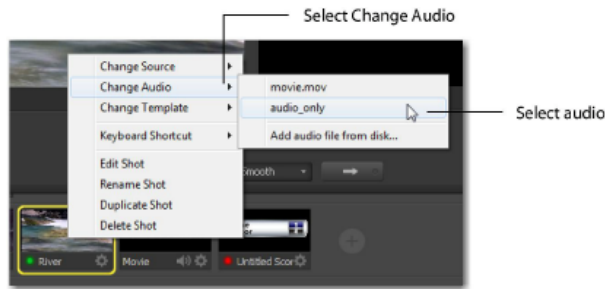 Select Change Audio
Change Source
Change Audio
Change Template
Keyboard Shortcut
Edit Shot
Rename Shot
Duplicate Shot
Delete Shot
movie.mov
audio_only
Add audio file from disk...
Select audio
mooth
River
Movie
Untitled Scor